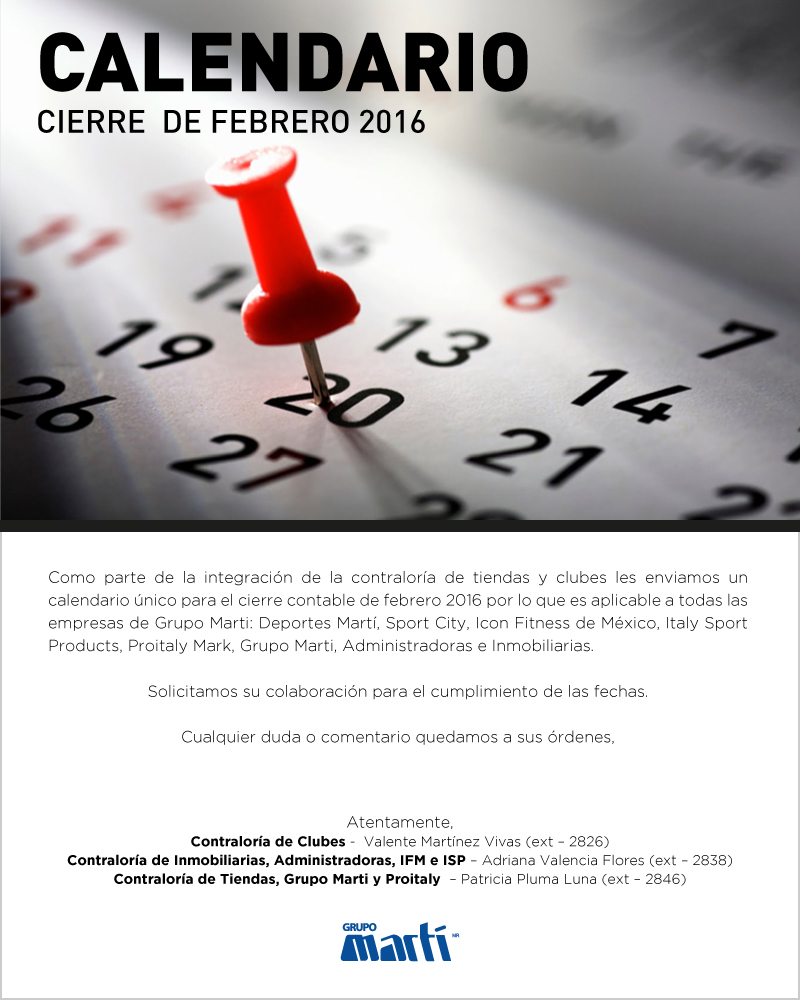 CALENDARIO
CIERRE DE FEBRERO 2016
6
7
19
13
14
26
20
27
21
Como parte de la integración de la contraloría de tiendas y clubes les enviamos un
calendario único para el cierre contable de febrero 2016 por lo que es aplicable a todas las
empresas de Grupo Marti: Deportes Martí, Sport City, Icon Fitness de México, Italy Sport
Products, Proitaly Mark, Grupo Marti, Administradoras e Inmobiliarias.
Solicitamos su colaboración para el cumplimiento de las fechas.
Cualquier duda o comentario quedamos a sus órdenes,
Atentamente,
Contraloría de Clubes - Valente Martínez Vivas (ext – 2826)
Contraloría de Inmobiliarias, Administradoras, IFM e ISP – Adriana Valencia Flores (ext – 2838)
Contraloría de Tiendas, Grupo Marti y Proitaly – Patricia Pluma Luna (ext – 2846)
GRUPO
martí MR